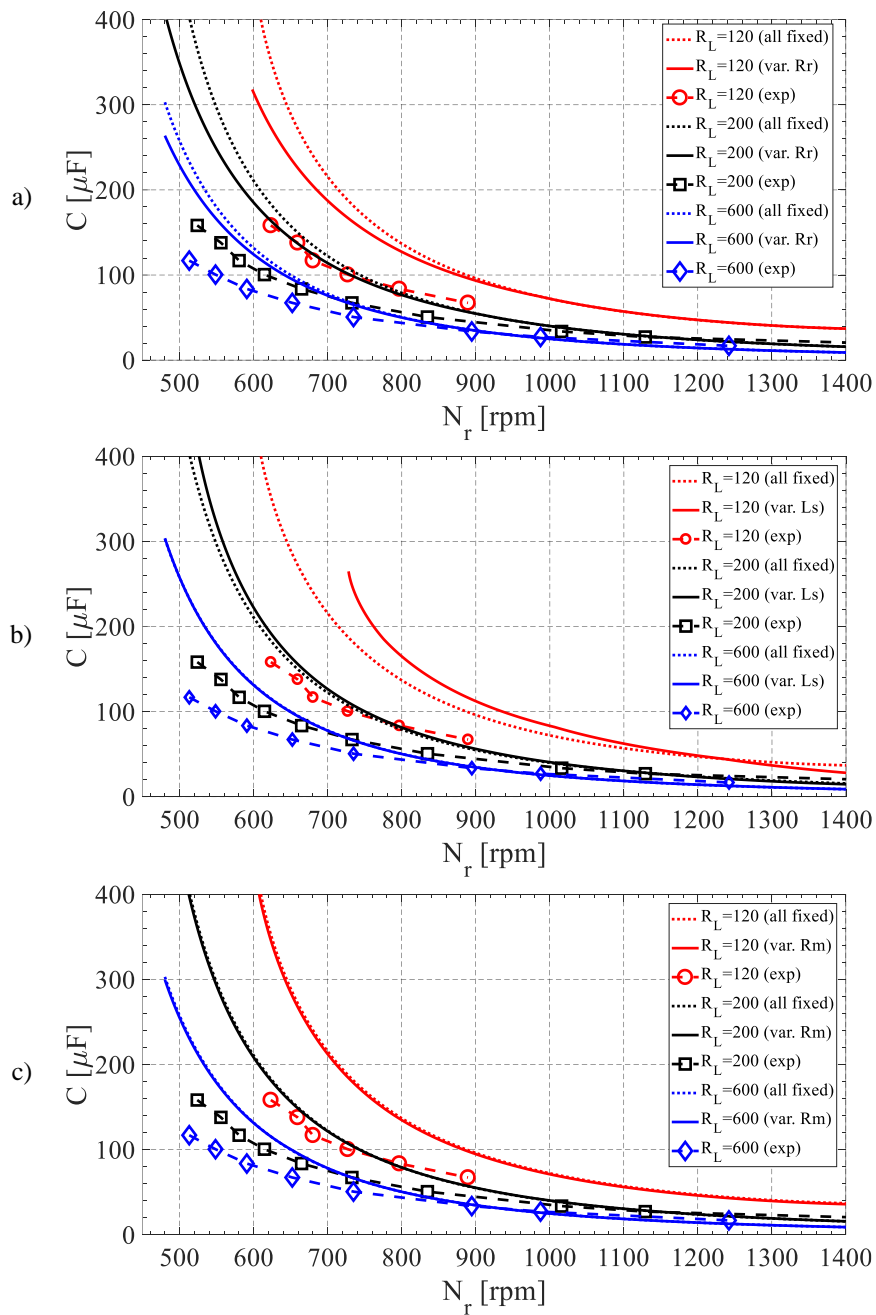 a)
C [μF]
400
300
200
100
0
R_L=120 (all fixed)
R_L=120 (var. Rr)
R_L=120 (exp)
R_L=200 (all fixed)
R_L=200 (var. Rr)
R_L=200 (exp)
R_L=600 (all fixed)
R_L=600 (var. Rr)
R_L=600 (exp)
500 600 700 800 900 1000 1100 1200 1300 1400
N_r [rpm]
b)
C [μF]
400
300
200
100
0
R_L=120 (all fixed)
R_L=120 (var. Ls)
R_L=120 (exp)
R_L=200 (all fixed)
R_L=200 (var. Ls)
R_L=200 (exp)
R_L=600 (all fixed)
R_L=600 (var. Ls)
R_L=600 (exp)
500 600 700 800 900 1000 1100 1200 1300 1400
N_r [rpm]
c)
C [μF]
400
300
200
100
0
R_L=120 (all fixed)
R_L=120 (var. Rm)
R_L=120 (exp)
R_L=200 (all fixed)
R_L=200 (var. Rm)
R_L=200 (exp)
R_L=600 (all fixed)
R_L=600 (var. Rm)
R_L=600 (exp)
500 600 700 800 900 1000 1100 1200 1300 1400
N_r [rpm]